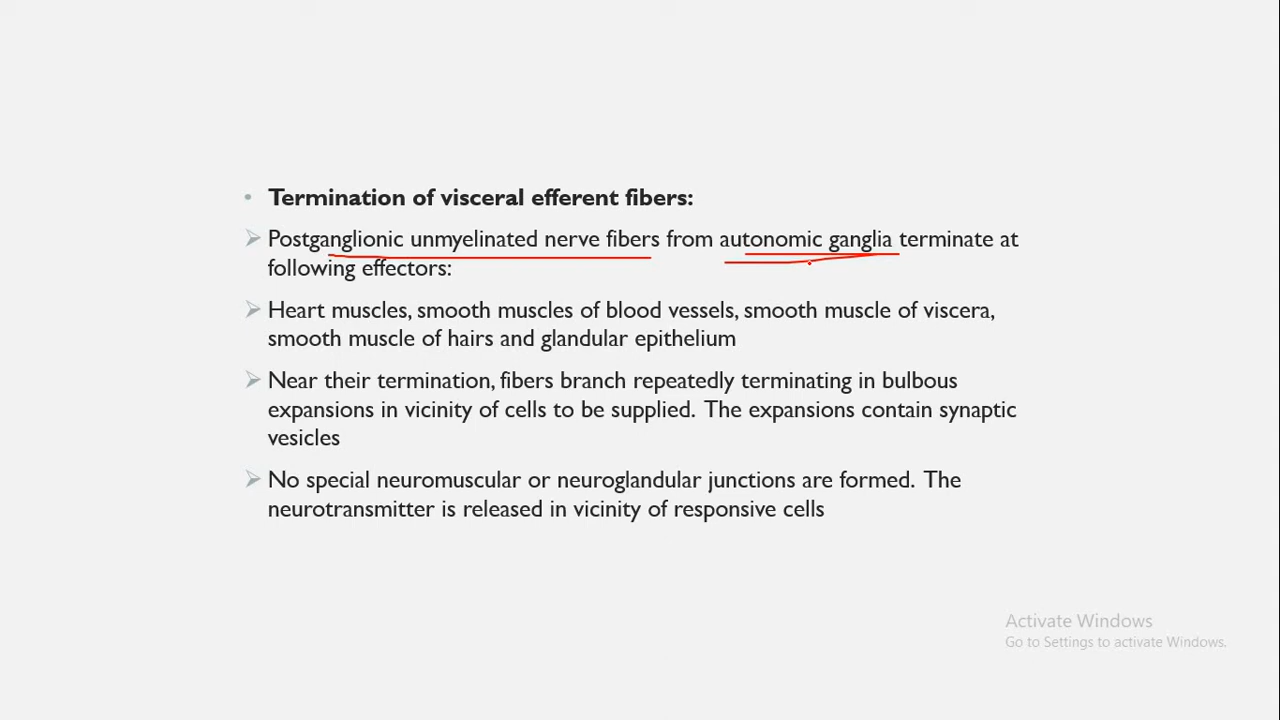 Termination of visceral efferent fibers:
Postganglionic unmyelinated nerve fibers from autonomic ganglia terminate at
following effectors:
Heart muscles, smooth muscles of blood vessels, smooth muscle of viscera,
smooth muscle of hairs and glandular epithelium
Near their termination, fibers branch repeatedly terminating in bulbous
expansions in vicinity of cells to be supplied. The expansions contain synaptic
vesicles
No special neuromuscular or neuroglandular junctions are formed. The
neurotransmitter is released in vicinity of responsive cells
Activate Windows
Go to Settings to activate Windows.